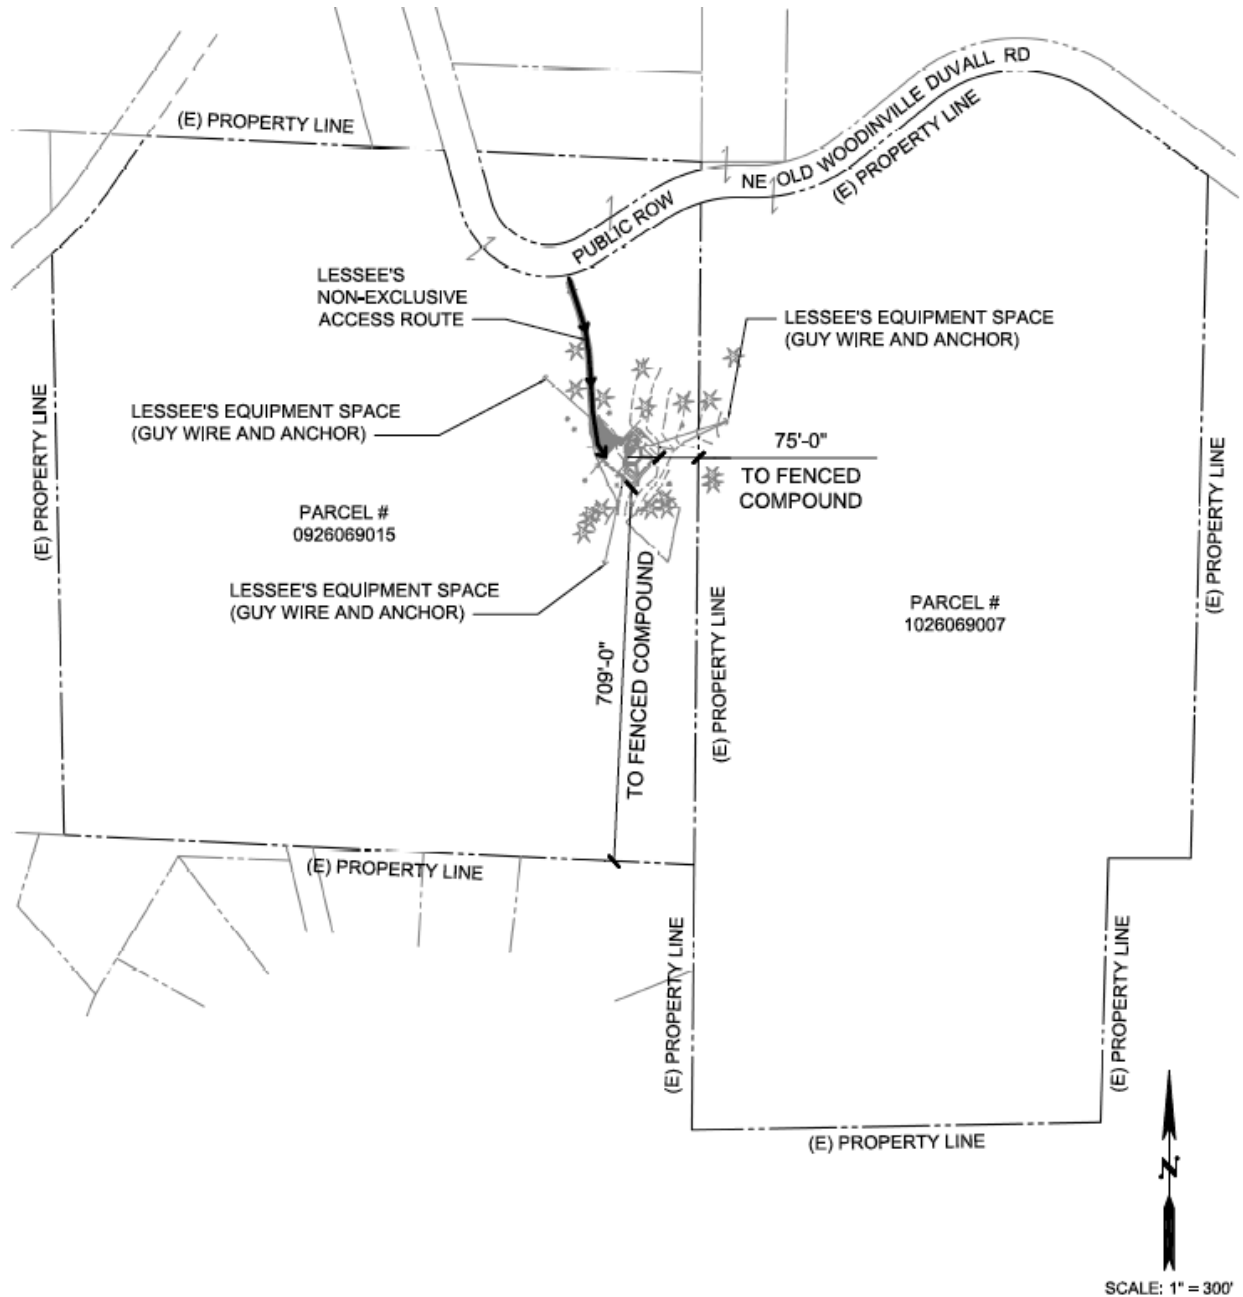 (E) PROPERTY LINE
NE OLD WOODINVILLE DUVALL RD
(E) PROPERTY LINE
PUBLIC ROW
LESSEE'S
NON-EXCLUSIVE
ACCESS ROUTE
LESSEE'S EQUIPMENT SPACE
(GUY WIRE AND ANCHOR)
LESSEE'S EQUIPMENT SPACE
(GUY WIRE AND ANCHOR)
75'-0"
TO FENCED
COMPOUND
(E) PROPERTY LINE
PARCEL #
0926069015
(E) PROPERTY LINE
LESSEE'S EQUIPMENT SPACE
(GUY WIRE AND ANCHOR)
PARCEL #
1026069007
709'-0"
TO FENCED COMPOUND
(E) PROPERTY LINE
(E) PROPERTY LINE
(E) PROPERTY LINE
(E) PROPERTY LINE
(E) PROPERTY LINE
N
SCALE: 1" = 300'